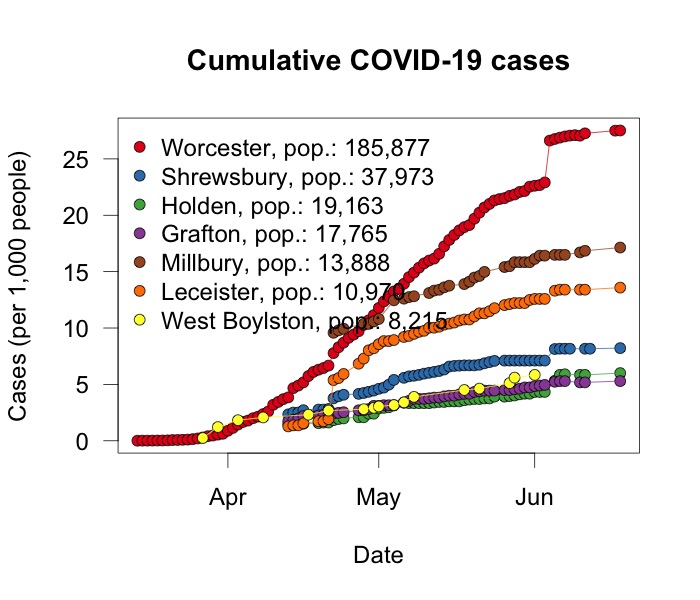 Cumulative COVID-19 cases
Cases (per 1,000 people)
25
20
15
10
5
0
Worcester, pop.: 185,877
Shrewsbury, pop.: 37,973
Holden, pop.: 19,163
Grafton, pop.: 17,765
Millbury, pop.: 13,888
Leceister, pop.: 10,970
West Boylston, pop.: 8,215
Apr May Jun
Date